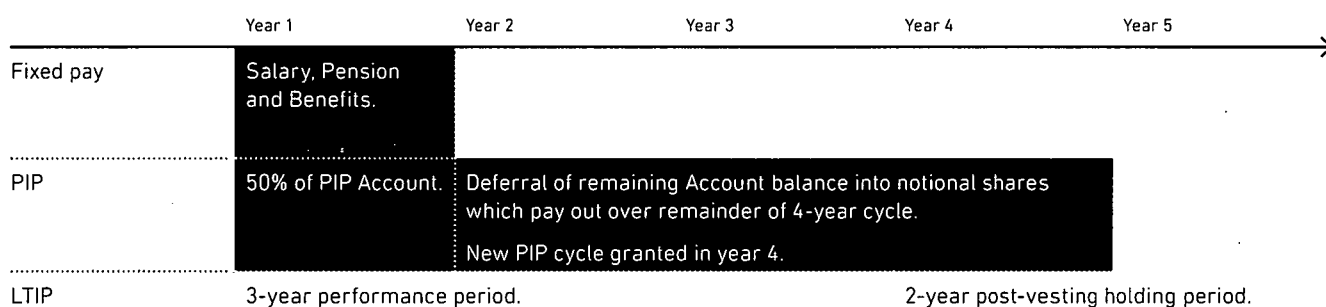 Year 1 Year 2 Year 3 Year 4 Year 5
Fixed pay Salary, Pension
and Benefits.
PIP 50% of PIP Account. Deferral of remaining Account balance into notional shares
which pay out over remainder of 4-year cycle.
New PIP cycle granted in year 4.
LTIP 3-year performance period. 2-year post-vesting holding period.